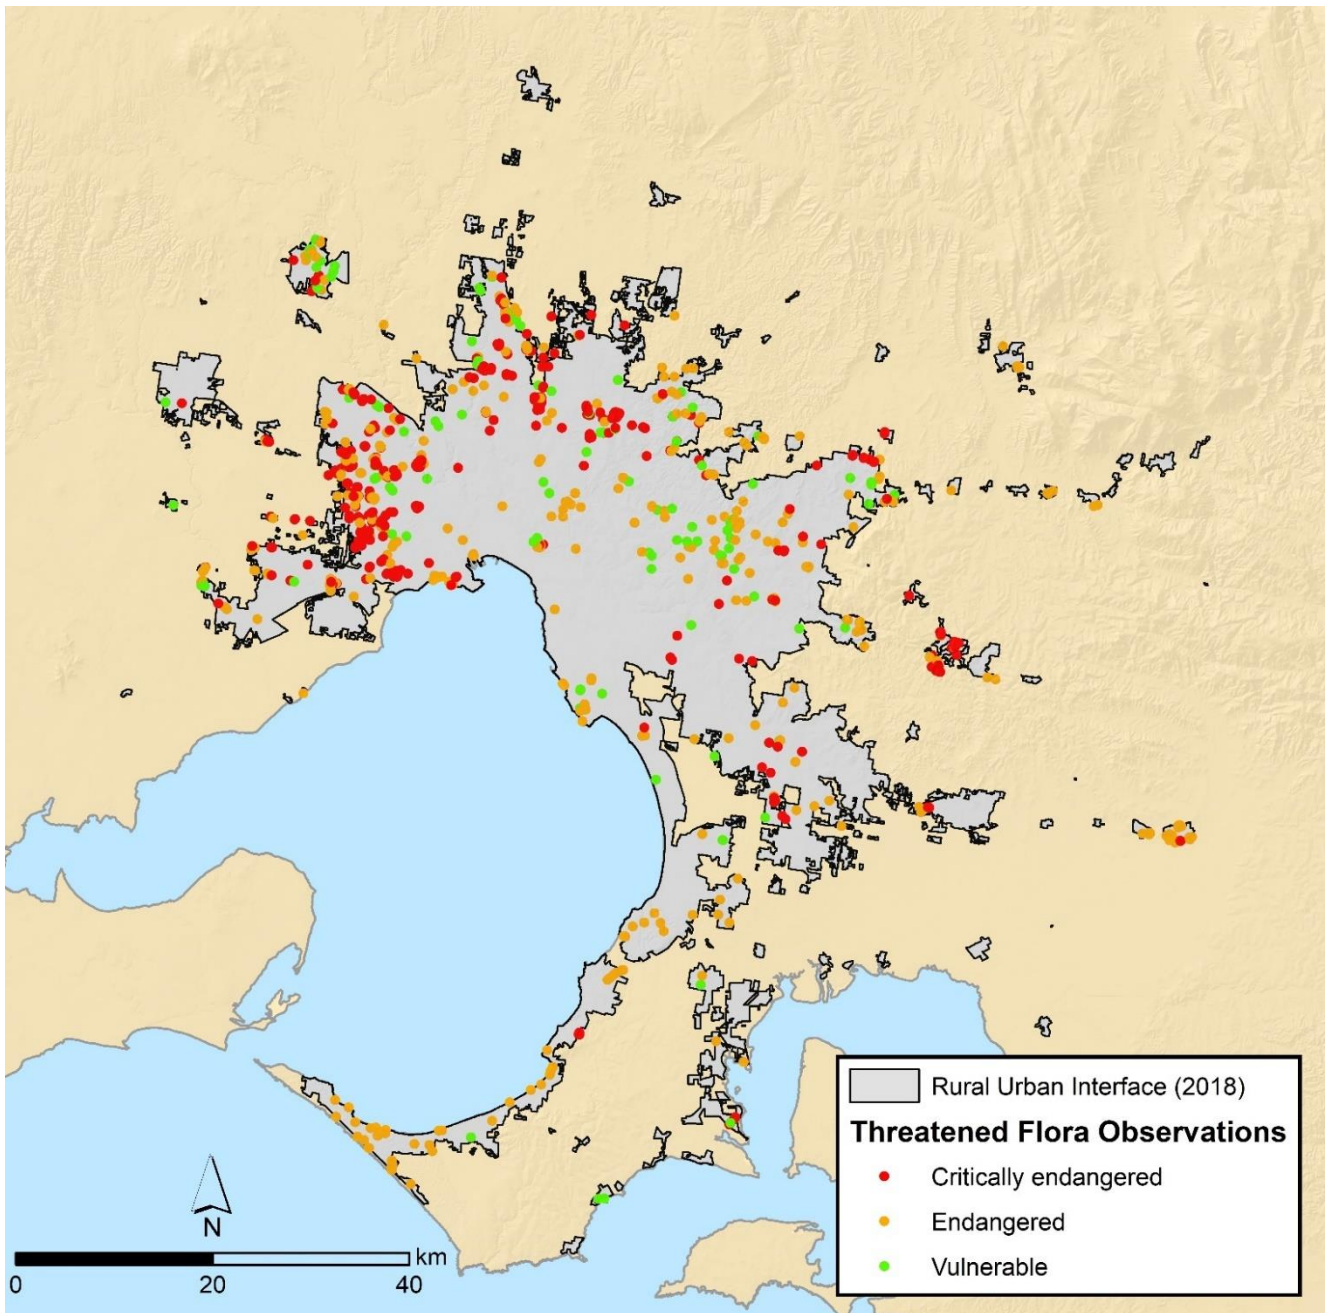 Rural Urban Interface (2018)
Threatened Flora Observations
Critically endangered
Endangered
Vulnerable
N
km
0 20 40